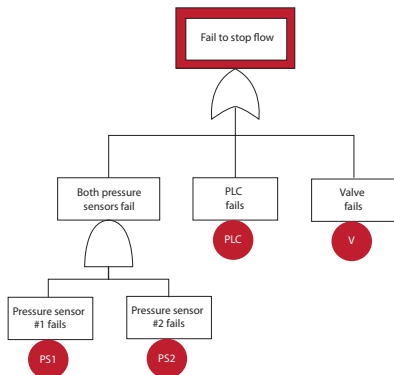 Fail to stop flow
Both pressure
sensors fail
PLC
fails
Valve
fails
PLC
V
Pressure sensor
#1 fails
Pressure sensor
#2 fails
PS1
PS2